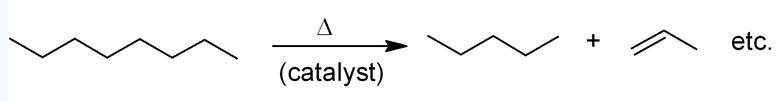 Δ
+ etc.
(catalyst)